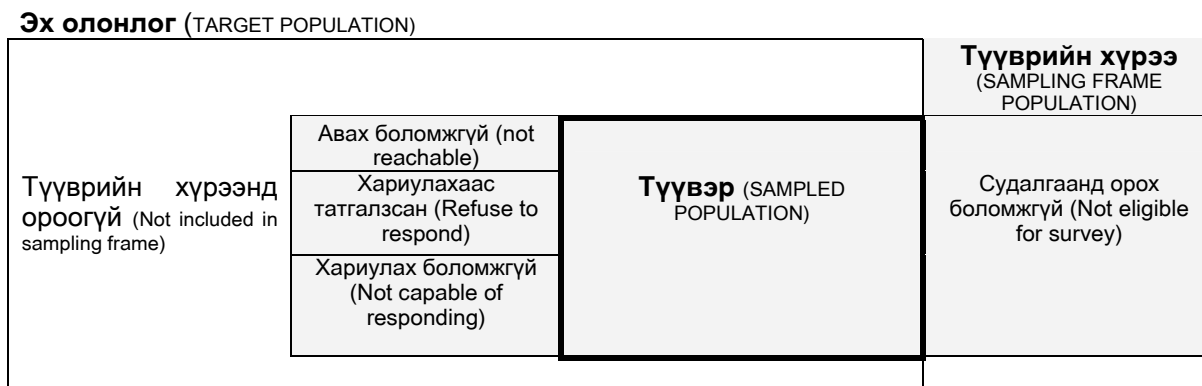 Эх олонлог (TARGET POPULATION)
Түүврийн хүрээ
(SAMPLING FRAME
POPULATION)
Түүврийн хүрээнд
ороогүй (Not included in
sampling frame)
Авах боломжгүй (not
reachable)
Хариулахаас
татгалзсан (Refuse to
respond)
Хариулах боломжгүй
(Not capable of
responding)
Түүвэр (SAMPLED
POPULATION)
Судалгаанд орох
боломжгүй (Not eligible
for survey)